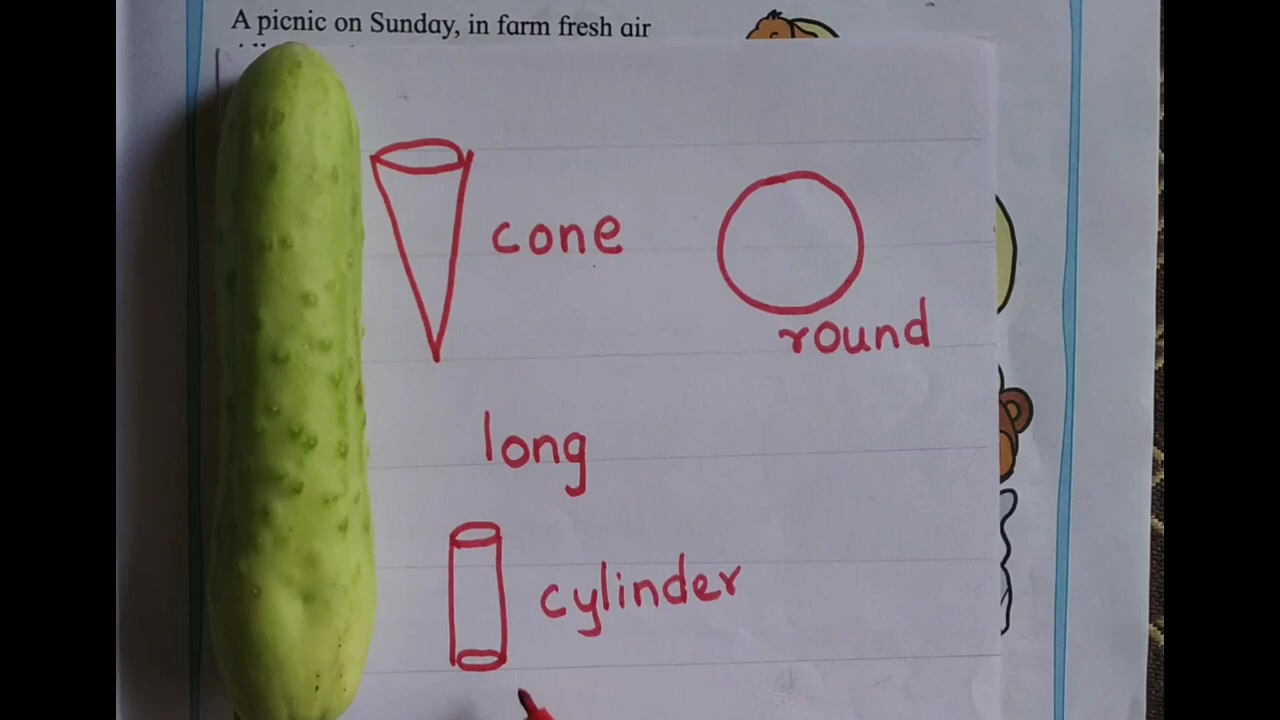 A picnic on Sunday, in farm fresh air
cone
round
long
cylinder